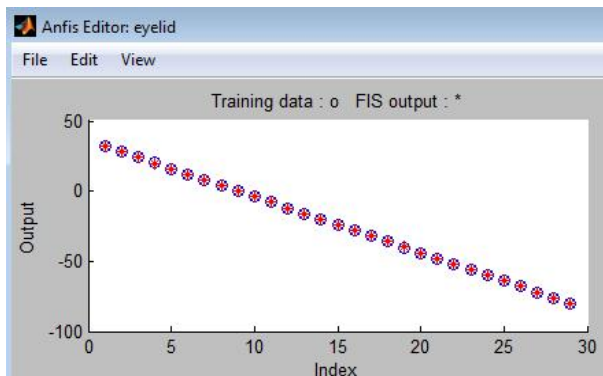 Anfis Editor: eyelid
File Edit View
Training data : o FIS output : *
50
0
-50
-100
Output
0 5 10 15 20 25 30
Index